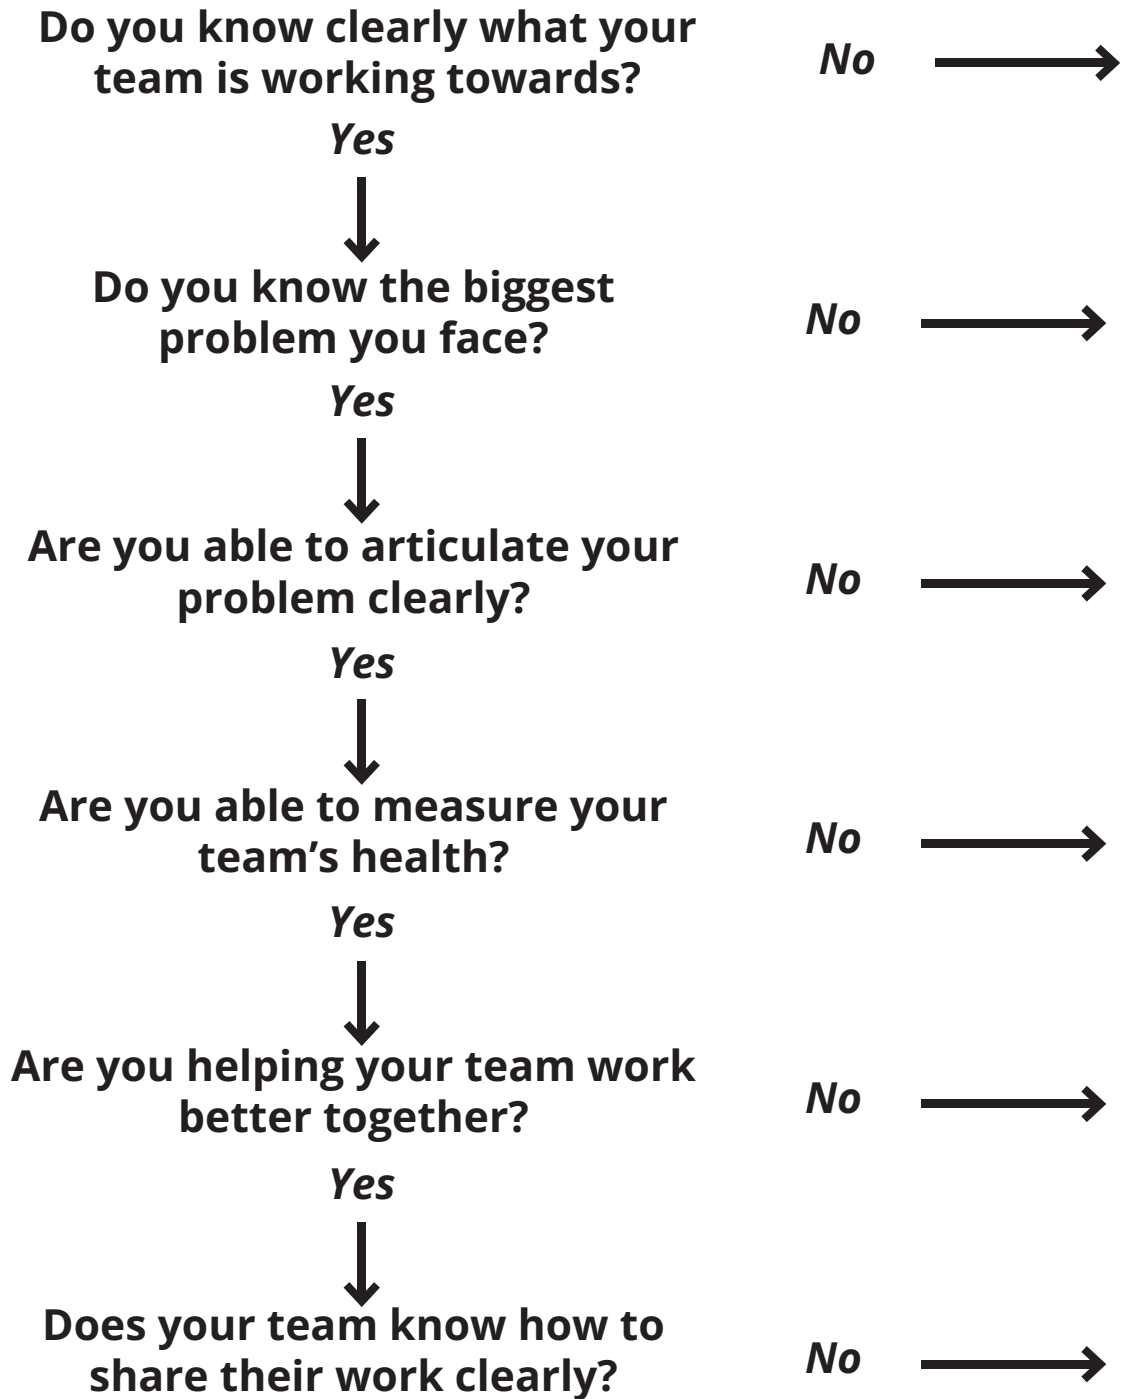 Do you know clearly what your
team is working towards?
No
Yes
Do you know the biggest
problem you face?
No
Yes
Are you able to articulate your
problem clearly?
No
Yes
Are you able to measure your
team’s health?
No
Yes
Are you helping your team work
better together?
No
Yes
Does your team know how to
share their work clearly?
No